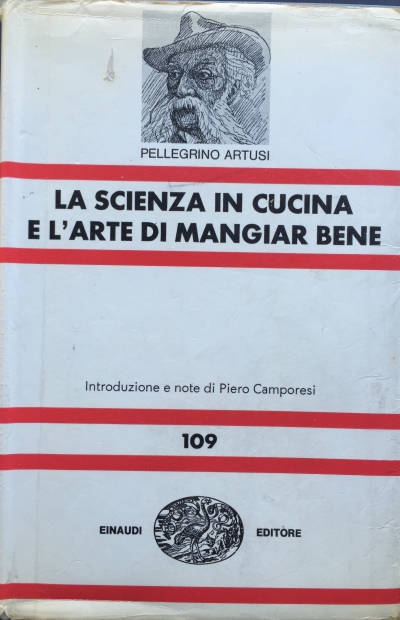 PELLEGRINO ARTUSI
LA SCIENZA IN CUCINA
E L'ARTE DI MANGIAR BENE
Introduzione e note di Piero Camporesi
109
EINAUDI EDITORE